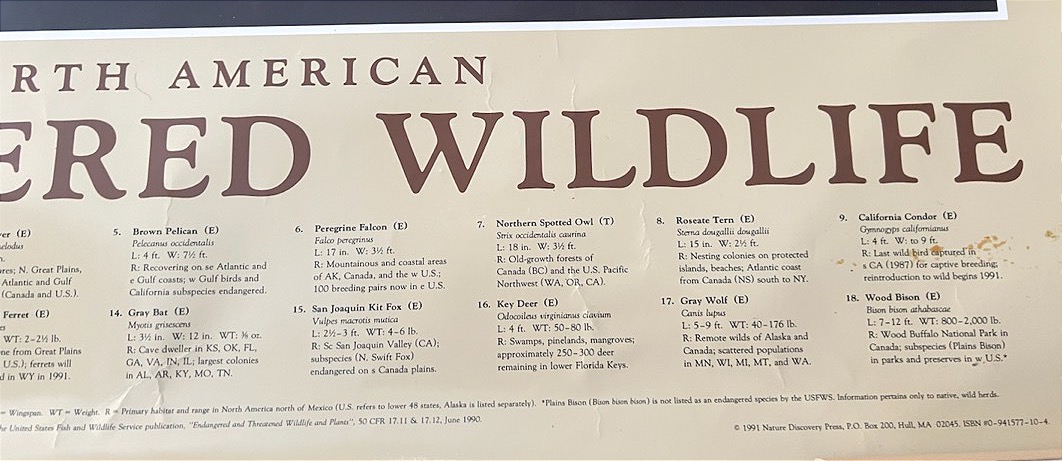 RTH AMERICAN
ERED WILDLIFE
ver (E)
elodus
n.
res; N. Great Plains,
Atlantic and Gulf
(Canada and U.S.).
5. Brown Pelican (E)
Pelecanus occidentalis
L: 4 ft. W: 7½ ft.
R: Recovering on se Atlantic and
e Gulf coasts; w Gulf birds and
California subspecies endangered.
6. Peregrine Falcon (E)
Falco peregrinus
L: 17 in. W: 3½ ft.
R: Mountainous and coastal areas
of AK, Canada, and the w U.S.;
100 breeding pairs now in e U.S.
7. Northern Spotted Owl (T)
Strix occidentalis caurina
L: 18 in. W: 3½ ft.
R: Old-growth forests of
Canada (BC) and the U.S. Pacific
Northwest (WA, OR, CA).
8. Roseate Tern (E)
Sterna dougallii dougallii
L: 15 in. W: 2½ ft.
R: Nesting colonies on protected
islands, beaches; Atlantic coast
from Canada (NS) south to NY.
9. California Condor (E)
Gymnogyps californianus
L: 4 ft. W: to 9 ft.
R: Last wild bird captured in
s CA (1987) for captive breeding;
reintroduction to wild begins 1991.
Ferret (E)
es
WT: 2-2½ lb.
ne from Great Plains
U.S.); ferrets will
d in WY in 1991.
14. Gray Bat (E)
Myotis grisescens
L: 3½ in. W: 12 in. WT: ⅜ oz.
R: Cave dweller in KS, OK, FL,
GA, VA, IN, IL; largest colonies
in AL, AR, KY, MO, TN.
15. San Joaquin Kit Fox (E)
Vulpes macrotis mutica
L: 2½-3 ft. WT: 4-6 lb.
R: Sc San Joaquin Valley (CA);
subspecies (N. Swift Fox)
endangered on s Canada plains.
16. Key Deer (E)
Odocoileus virginianus clavium
L: 4 ft. WT: 50-80 lb.
R: Swamps, pinelands, mangroves;
approximately 250-300 deer
remaining in lower Florida Keys.
17. Gray Wolf (E)
Canis lupus
L: 5-9 ft. WT: 40-176 lb.
R: Remote wilds of Alaska and
Canada; scattered populations
in MN, WI, MI, MT, and WA.
18. Wood Bison (E)
Bison bison athabascae
L: 7-12 ft. WT: 800-2,000 lb.
R: Wood Buffalo National Park in
Canada; subspecies (Plains Bison)
in parks and preserves in w U.S.*
= Wingspan. WT = Weight. R = Primary habitat and range in North America north of Mexico (U.S. refers to lower 48 states, Alaska is listed separately). *Plains Bison (Bison bison bison) is not listed as an endangered species by the USFWS. Information pertains only to native, wild herds.
he United States Fish and Wildlife Service publication, "Endangered and Threatened Wildlife and Plants", 50 CFR 17.11 & 17.12, June 1990.
© 1991 Nature Discovery Press, P.O. Box 200, Hull, MA 02045. ISBN #0-941577-10-4.